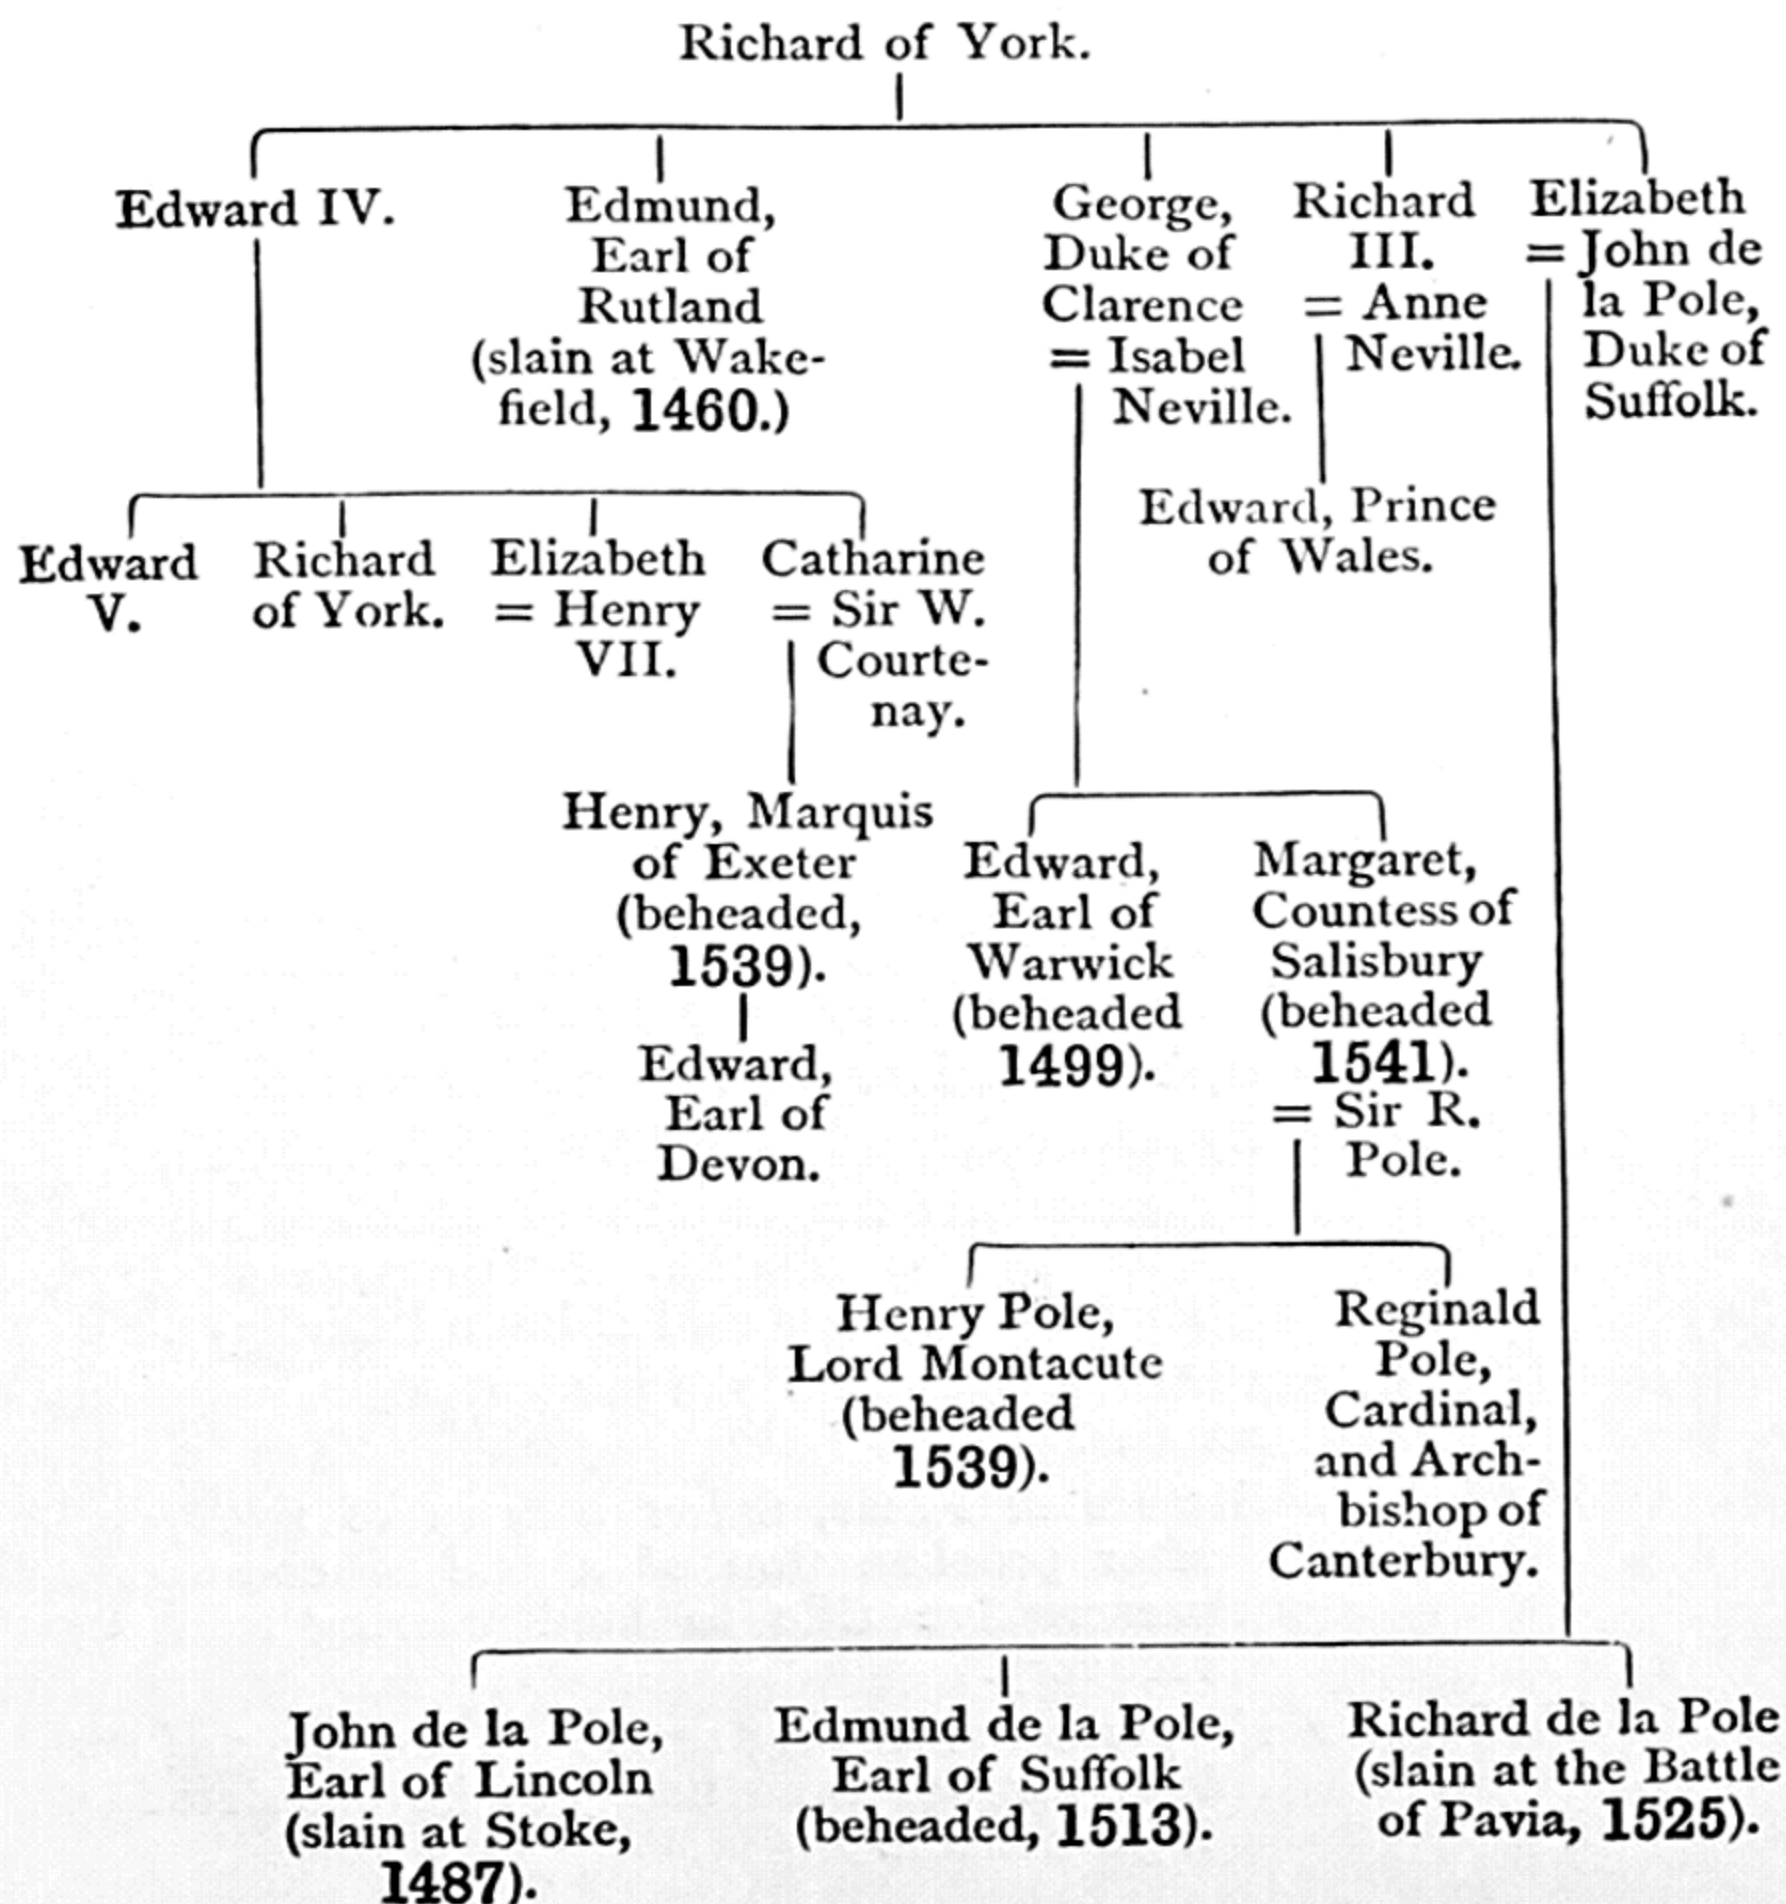 Richard of York.
Edward IV.
Edmund,
Earl of
Rutland
(slain at Wake-
field, 1460.)
George,
Duke of
Clarence
= Isabel
Neville.
Richard
III.
= Anne
Neville.
Elizabeth
= John de
la Pole,
Duke of
Suffolk.
Edward
V.
Richard
of York.
Elizabeth
= Henry
VII.
Catharine
= Sir W.
Courte-
nay.
Edward, Prince
of Wales.
Henry, Marquis
of Exeter
(beheaded,
1539).
Edward,
Earl of
Devon.
Edward,
Earl of
Warwick
(beheaded
1499).
Margaret,
Countess of
Salisbury
(beheaded
1541).
= Sir R.
Pole.
Henry Pole,
Lord Montacute
(beheaded
1539).
Reginald
Pole,
Cardinal,
and Arch-
bishop of
Canterbury.
John de la Pole,
Earl of Lincoln
(slain at Stoke,
1487).
Edmund de la Pole,
Earl of Suffolk
(beheaded, 1513).
Richard de la Pole
(slain at the Battle
of Pavia, 1525).